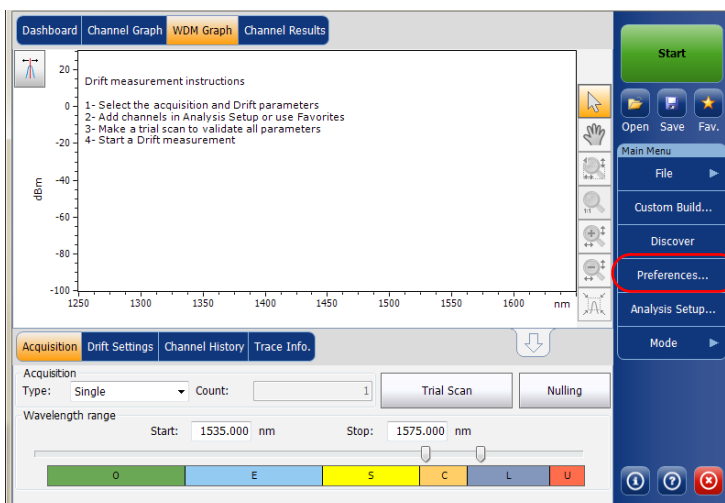 Dashboard Channel Graph WDM Graph Channel Results
Start
20
Drift measurement instructions
0
1- Select the acquisition and Drift parameters
2- Add channels in Analysis Setup or use Favorites
3- Make a trial scan to validate all parameters
4- Start a Drift measurement
-20
-40
-60
-80
-100
dBm
1250 1300 1350 1400 1450 1500 1550 1600 nm
1:1
Open Save Fav.
Main Menu
File
Custom Build...
Discover
Preferences...
Analysis Setup...
Mode
Acquisition Drift Settings Channel History Trace Info.
Acquisition
Type: Single Count: 1 Trial Scan Nulling
Wavelength range
Start: 1535.000 nm Stop: 1575.000 nm
O E S C L U